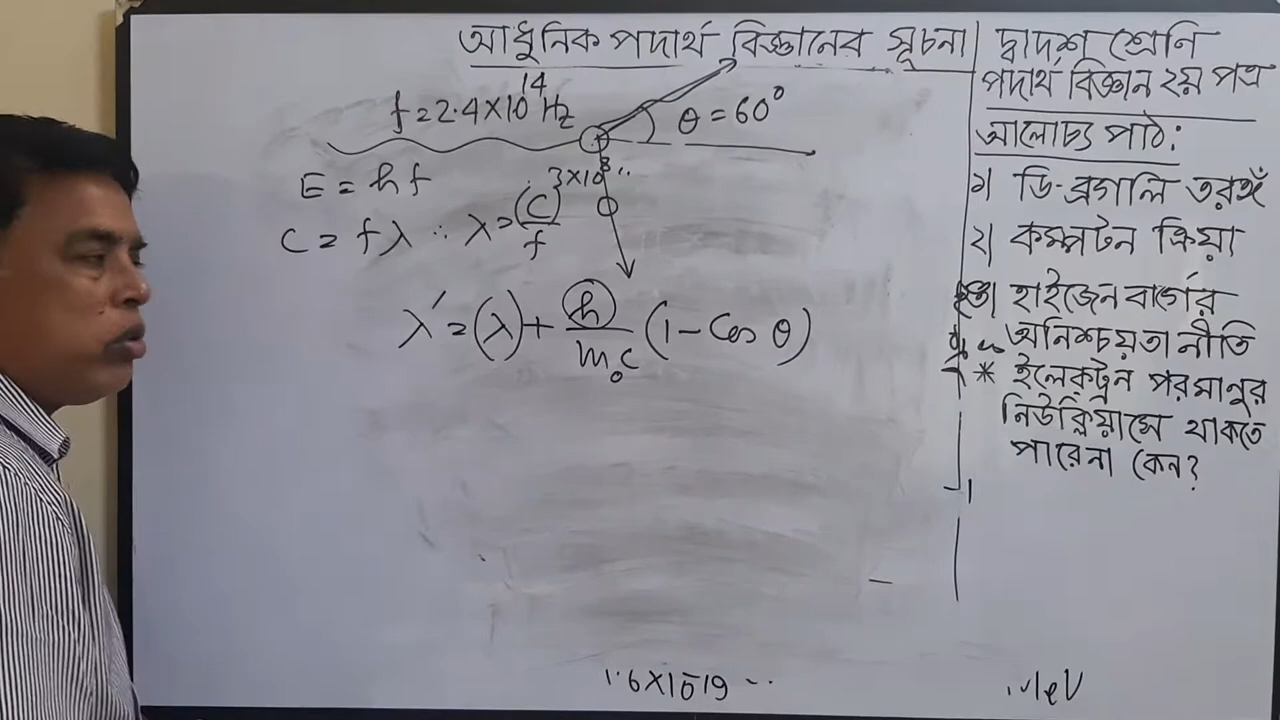 আধুনিক পদার্থ বিজ্ঞানের সূচনা
f = 2.4×10¹⁴ Hz
θ = 60°
E = hf
3×10⁸
C = fλ ∴ λ = (C)/f
λ′ = (λ) + h/m₀c (1 - Cos θ)
1.6×10-19
eV
দ্বাদশ শ্রেণি
পদার্থ বিজ্ঞান ২য় পত্র
আলোচ্য পাঠ:
১। ডি-ব্রগলি তরঙ্গ
২। কম্পটন ক্রিয়া
হাইজেন বার্গের
অনিশ্চয়তা নীতি
* ইলেকট্রন পরমানুর
নিউক্লিয়াসে থাকতে
পারেনা কেন?